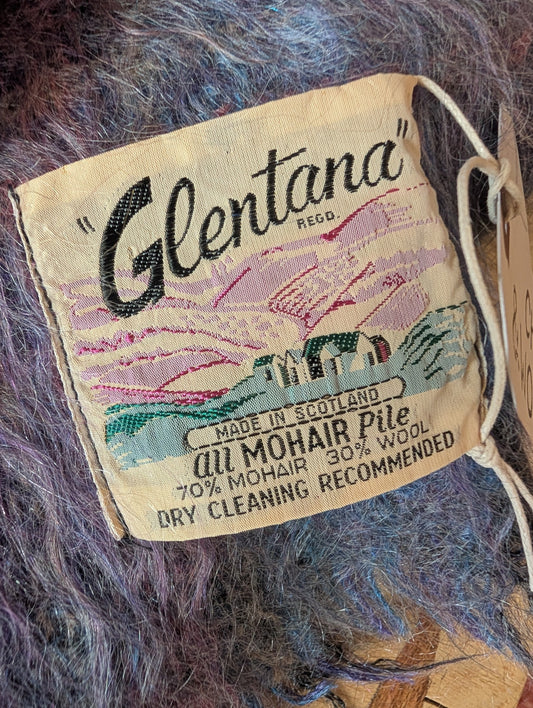 "Glentana"
REGD.
MADE IN SCOTLAND
all MOHAIR Pile
70% MOHAIR 30% WOOL
DRY CLEANING RECOMMENDED